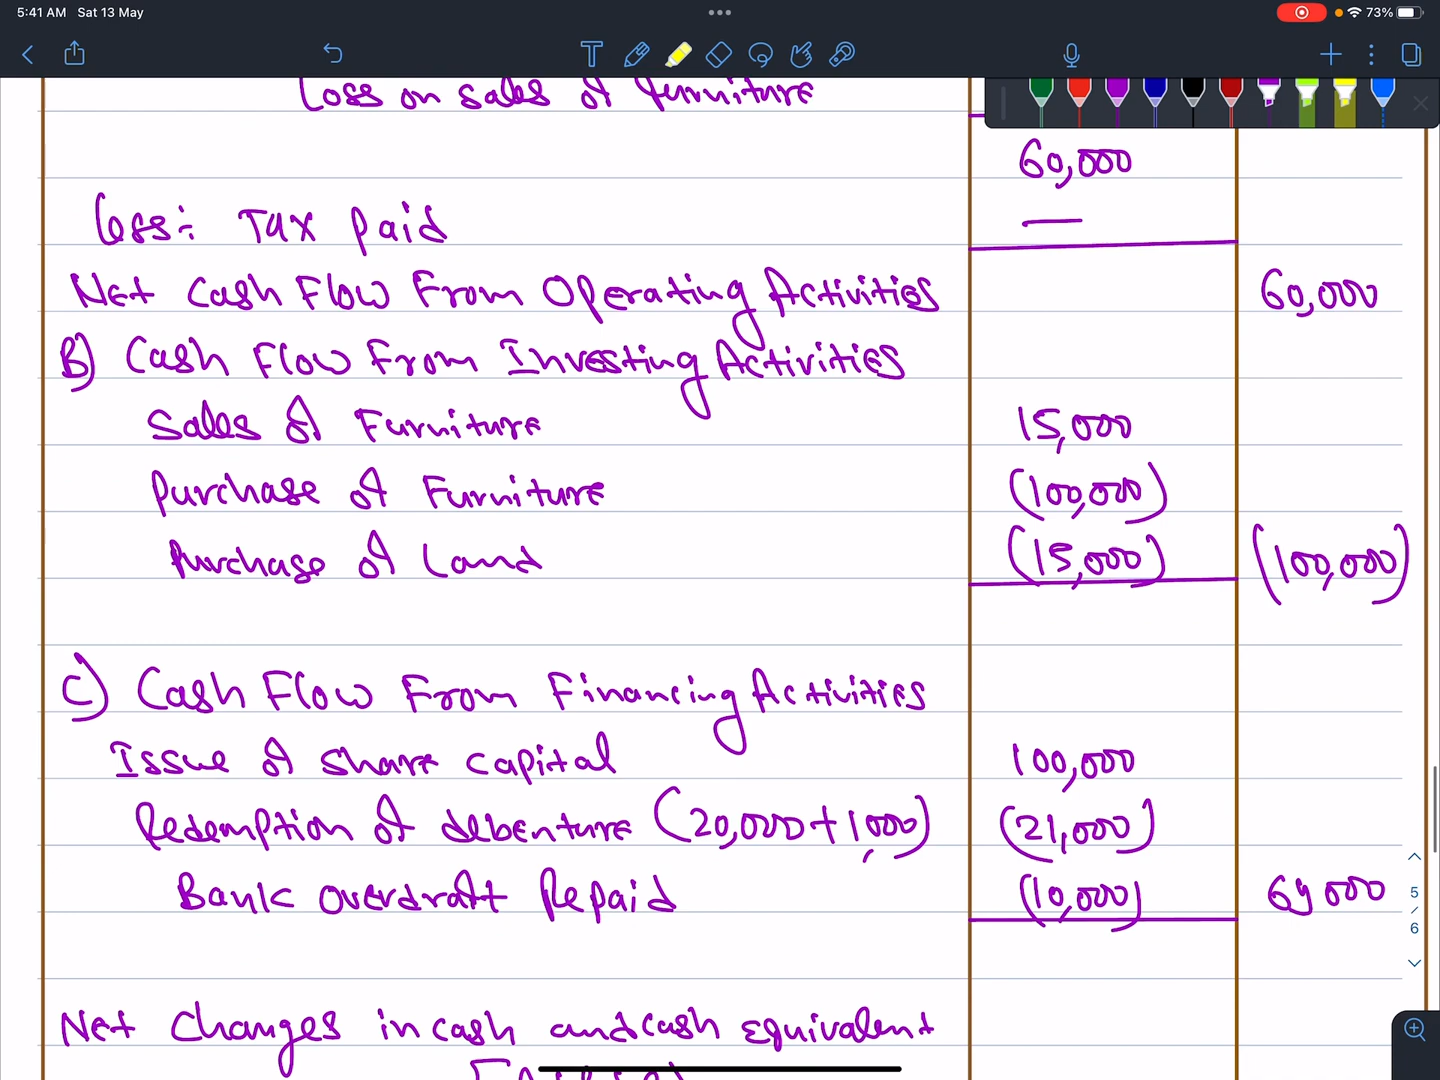 5:41 AM Sat 13 May
73%
Loss on Sales of furniture
60,000
Less: Tax paid —
Net Cash Flow From Operating Activities 60,000
B) Cash Flow From Investing Activities
Sales of Furniture 15,000
Purchase of Furniture (100,000)
Purchase of Land (15,000) (100,000)
C) Cash Flow From Financing Activities
Issue of share capital 100,000
Redemption of debenture (20,000+1,000) (21,000)
Bank overdraft Repaid (10,000) 69000
5
/
6
Net changes in cash and cash equivalent